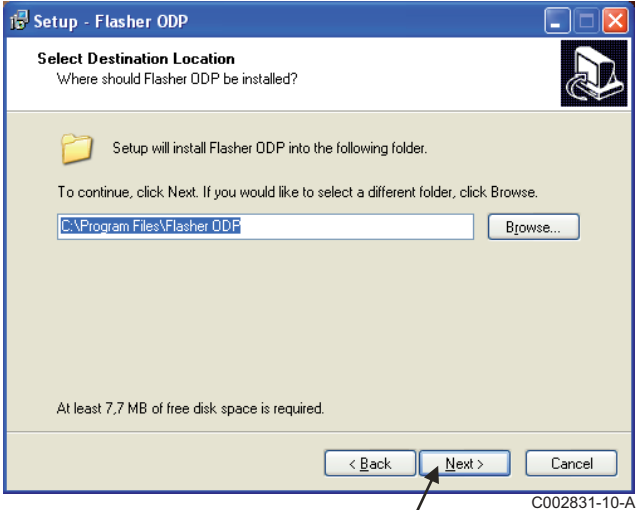 Setup - Flasher ODP
Select Destination Location
Where should Flasher ODP be installed?
Setup will install Flasher ODP into the following folder.
To continue, click Next. If you would like to select a different folder, click Browse.
C:\Program Files\Flasher ODP
Browse...
At least 7,7 MB of free disk space is required.
< Back
Next >
Cancel
C002831-10-A